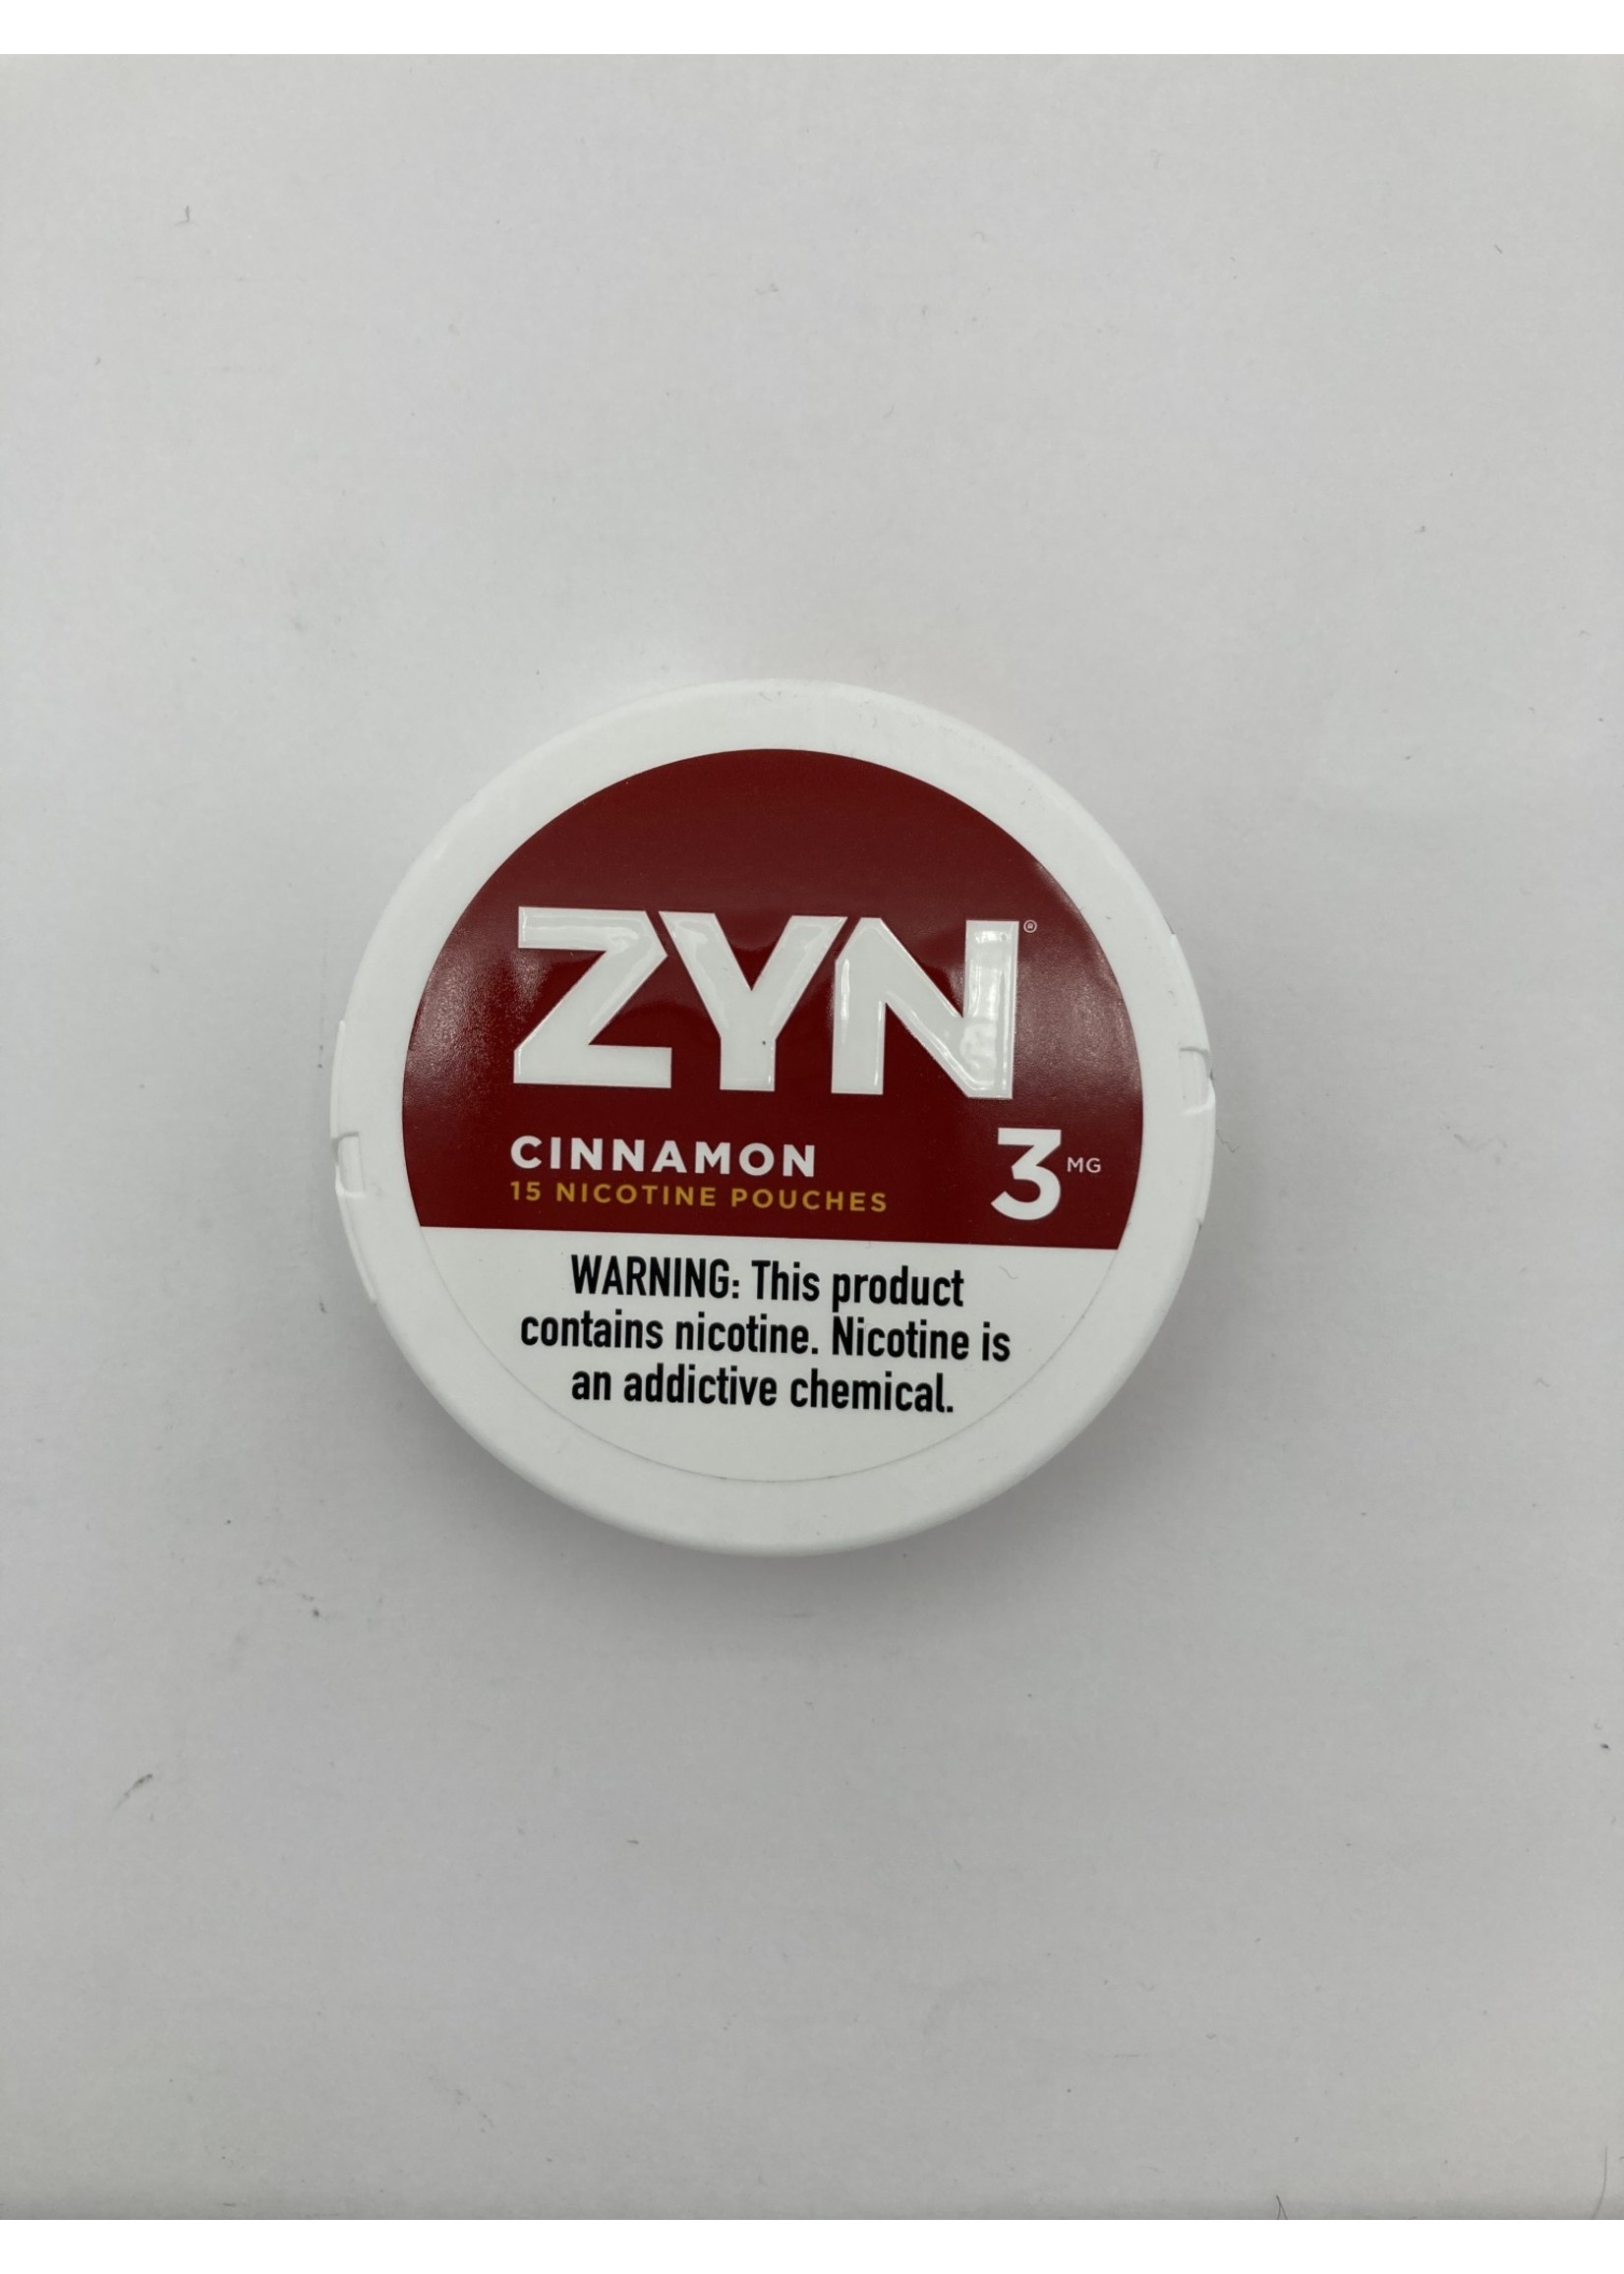 ZYN®
CINNAMON
15 NICOTINE POUCHES
3 MG
WARNING: This product
contains nicotine. Nicotine is
an addictive chemical.